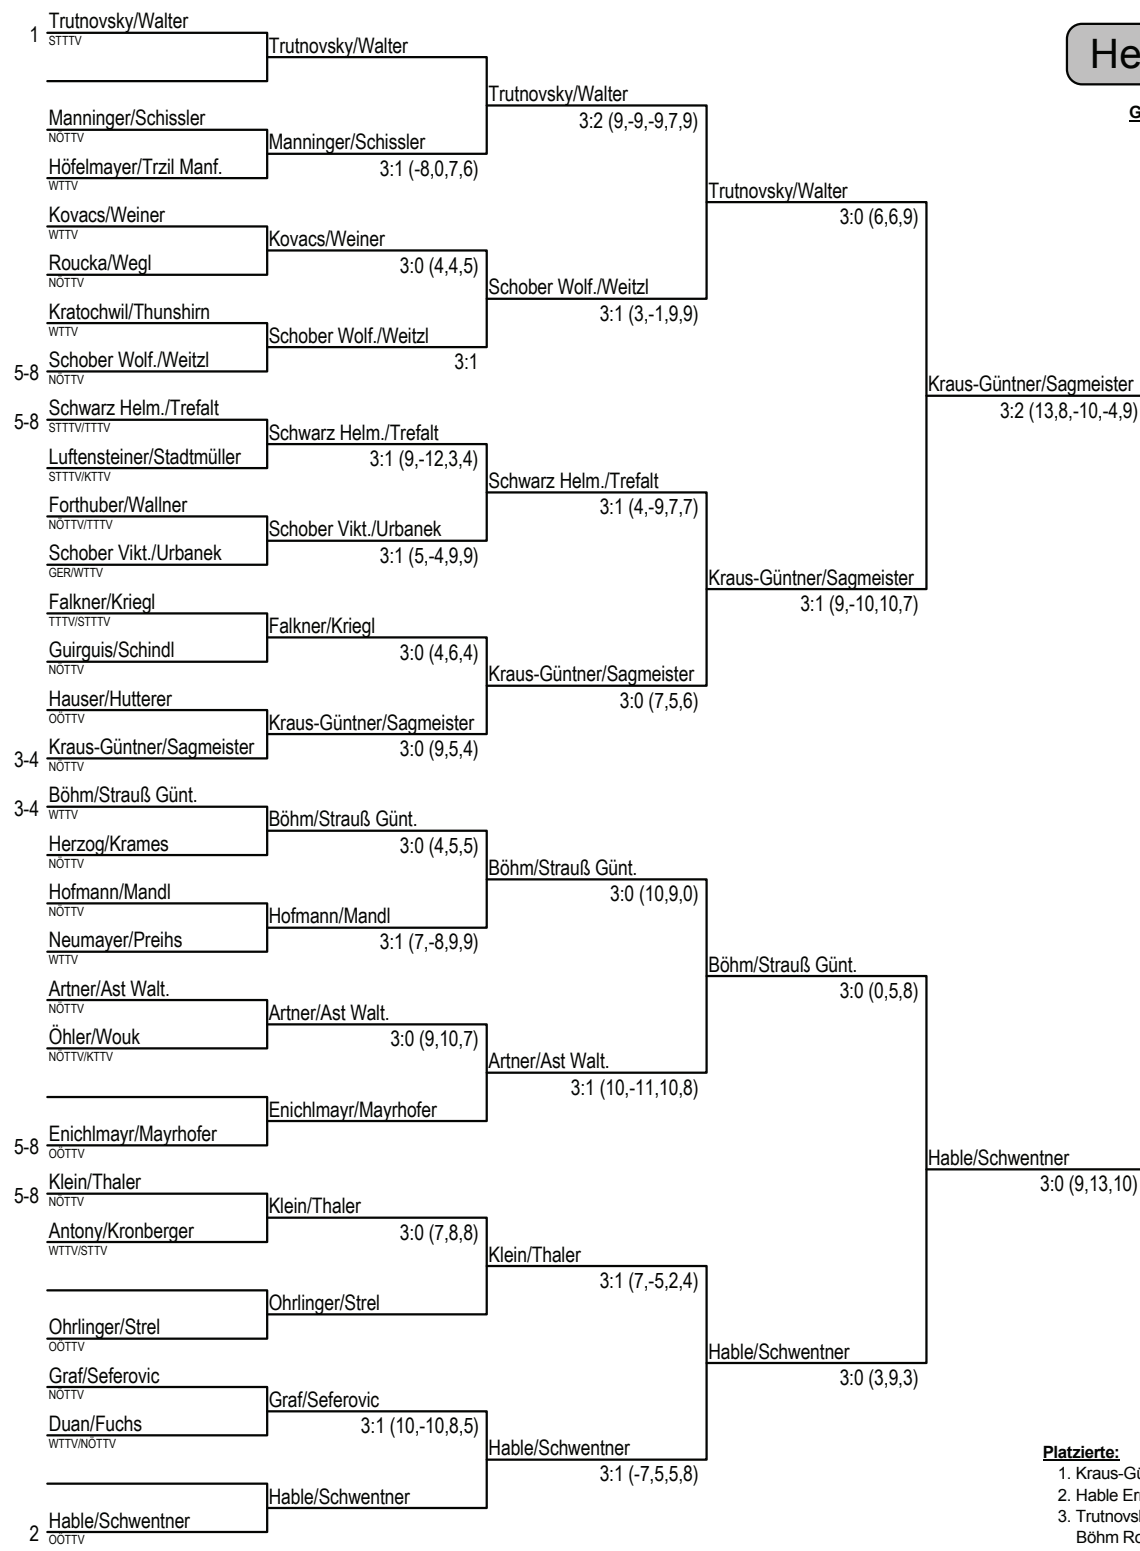 Trutnovsky/Walter
1
STTTV
Trutnovsky/Walter
He
Trutnovsky/Walter
3:2 (9,-9,-9,7,9)
G
Manninger/Schissler
NÖTTV
Manninger/Schissler
3:1 (-8,0,7,6)
Höfelmayer/Trzil Manf.
WTTV
Trutnovsky/Walter
3:0 (6,6,9)
Kovacs/Weiner
WTTV
Kovacs/Weiner
3:0 (4,4,5)
Roucka/Wegl
NÖTTV
Schober Wolf./Weitzl
3:1 (3,-1,9,9)
Kratochwil/Thunshirn
WTTV
Schober Wolf./Weitzl
3:1
Schober Wolf./Weitzl
5-8
NÖTTV
Kraus-Güntner/Sagmeister
3:2 (13,8,-10,-4,9)
Schwarz Helm./Trefalt
5-8
STTTV/TTTV
Schwarz Helm./Trefalt
3:1 (9,-12,3,4)
Luftensteiner/Stadtmüller
STTTV/KTTV
Schwarz Helm./Trefalt
3:1 (4,-9,7,7)
Forthuber/Wallner
NÖTTV/TTTV
Schober Vikt./Urbanek
3:1 (5,-4,9,9)
Schober Vikt./Urbanek
GER/WTTV
Kraus-Güntner/Sagmeister
3:1 (9,-10,10,7)
Falkner/Kriegl
TTTV/STTTV
Falkner/Kriegl
3:0 (4,6,4)
Guirguis/Schindl
NÖTTV
Kraus-Güntner/Sagmeister
3:0 (7,5,6)
Hauser/Hutterer
OÖTTV
Kraus-Güntner/Sagmeister
3:0 (9,5,4)
Kraus-Güntner/Sagmeister
3-4
NÖTTV
Böhm/Strauß Günt.
3-4
WTTV
Böhm/Strauß Günt.
3:0 (4,5,5)
Herzog/Krames
NÖTTV
Böhm/Strauß Günt.
3:0 (10,9,0)
Hofmann/Mandl
NÖTTV
Hofmann/Mandl
3:1 (7,-8,9,9)
Neumayer/Preihs
WTTV
Böhm/Strauß Günt.
3:0 (0,5,8)
Artner/Ast Walt.
NÖTTV
Artner/Ast Walt.
3:0 (9,10,7)
Öhler/Wouk
NÖTTV/KTTV
Artner/Ast Walt.
3:1 (10,-11,10,8)
Enichlmayr/Mayrhofer
Enichlmayr/Mayrhofer
5-8
OÖTTV
Hable/Schwentner
3:0 (9,13,10)
Klein/Thaler
5-8
NÖTTV
Klein/Thaler
3:0 (7,8,8)
Antony/Kronberger
WTTV/STTV
Klein/Thaler
3:1 (7,-5,2,4)
Ohrlinger/Strel
Ohrlinger/Strel
OÖTTV
Hable/Schwentner
3:0 (3,9,3)
Graf/Seferovic
NÖTTV
Graf/Seferovic
3:1 (10,-10,8,5)
Duan/Fuchs
WTTV/NÖTTV
Hable/Schwentner
3:1 (-7,5,5,8)
Hable/Schwentner
Hable/Schwentner
2
OÖTTV
Platzierte:
1. Kraus-Gü
2. Hable Er
3. Trutnovs
Böhm Ro